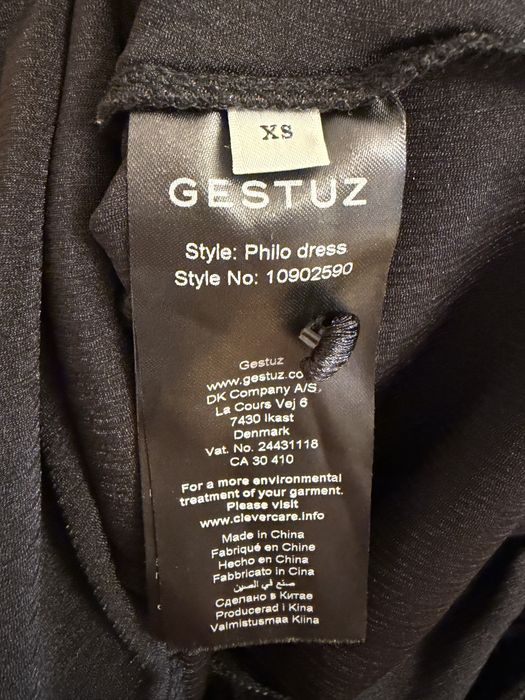 XS
GESTUZ
Style: Philo dress
Style No: 10902590
Gestuz
www.gestuz.co
DK Company A/S
La Cours Vej 6
7430 Ikast
Denmark
Vat. No. 24431118
CA 30 410
For a more environmental
treatment of your garment.
Please visit
www.clevercare.info
Made in China
Fabriqué en Chine
Hecho en China
Fabbricato in Cina
صنع في الصين
Сделано в Китае
Producerad i Kina
Valmistusmaa Kiina